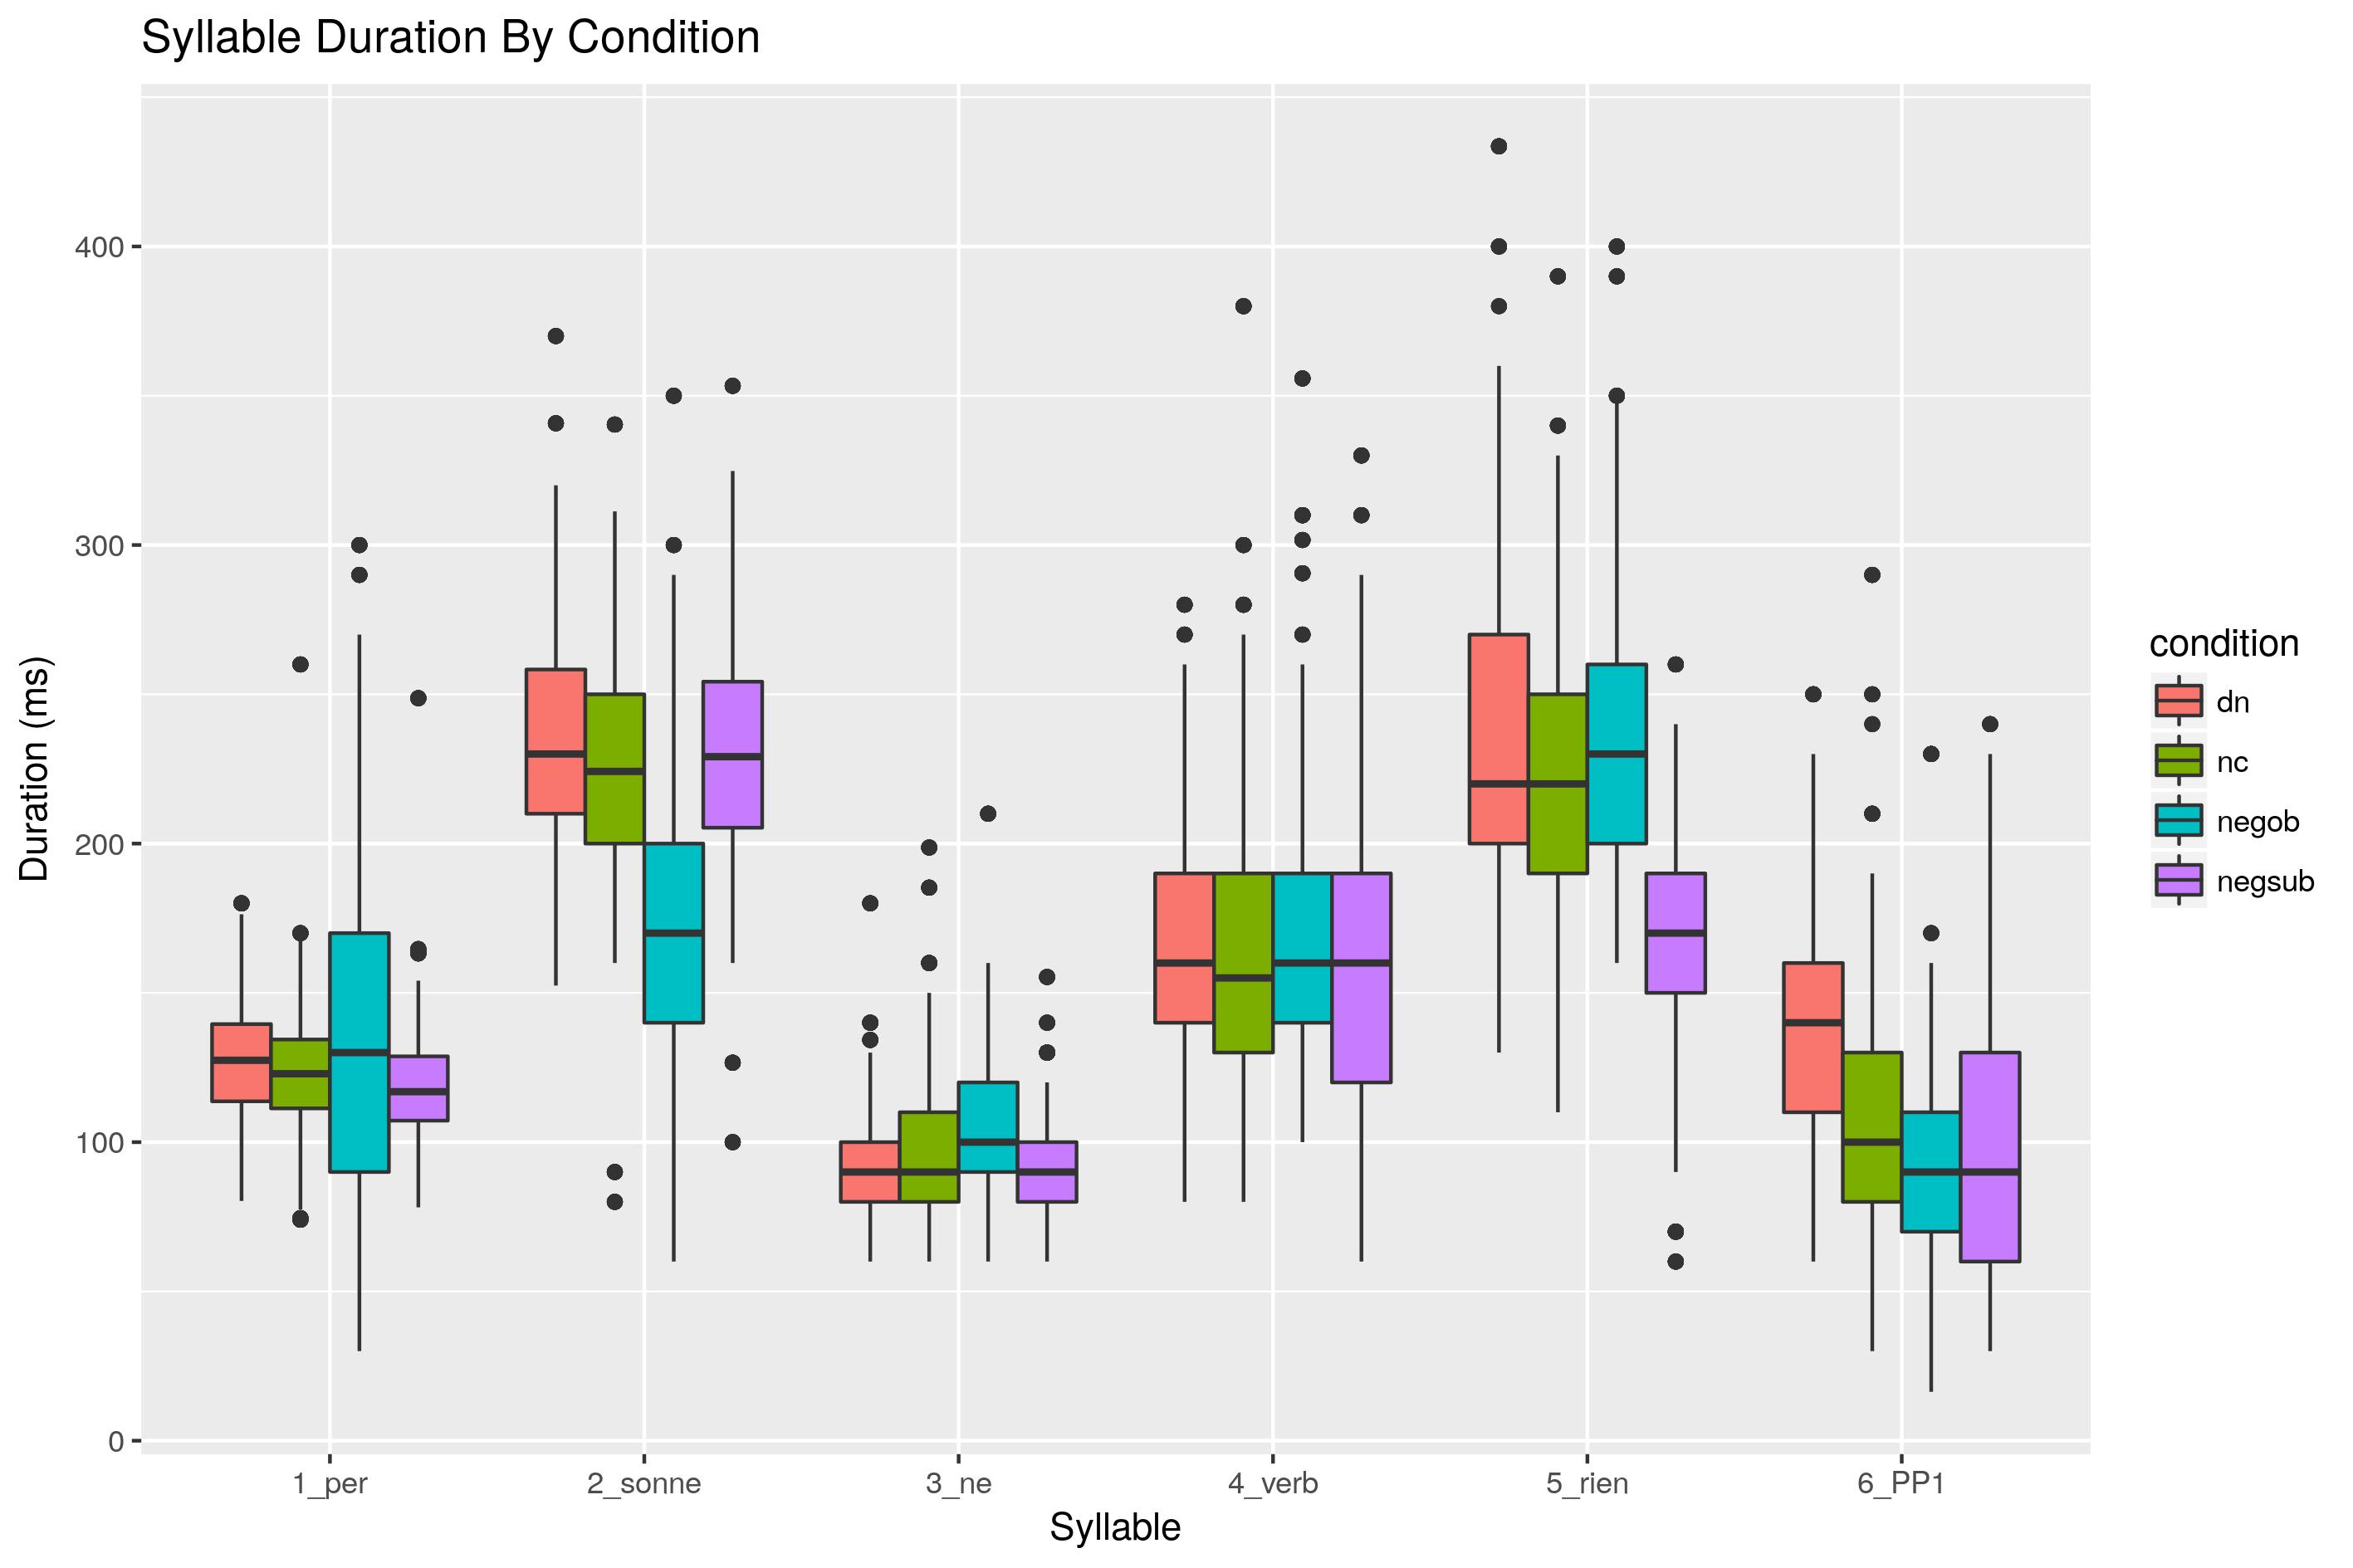 Syllable Duration By Condition
Duration (ms)
400
300
200
100
0
1_per 2_sonne 3_ne 4_verb 5_rien 6_PP1
Syllable
condition
dn
nc
negob
negsub